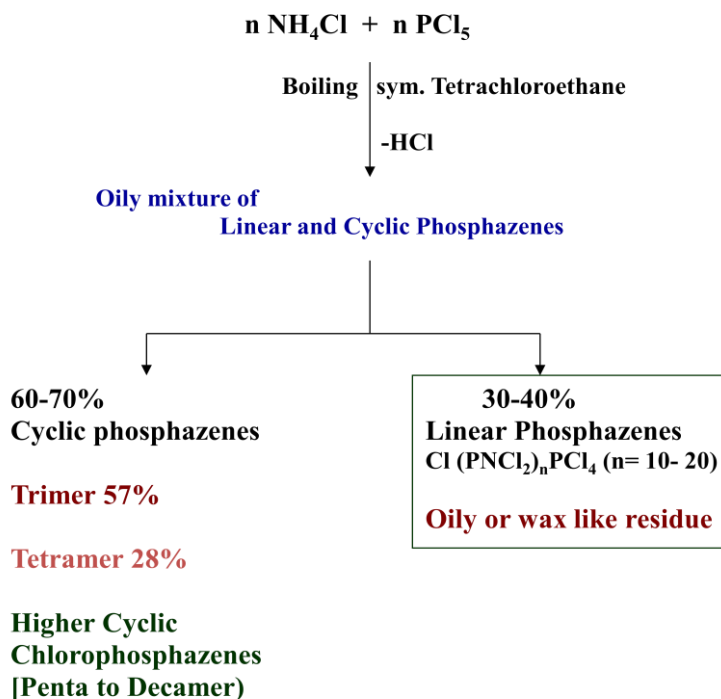 n NH₄Cl + n PCl₅
Boiling sym. Tetrachloroethane
-HCl
Oily mixture of
Linear and Cyclic Phosphazenes
60-70%
Cyclic phosphazenes
Trimer 57%
Tetramer 28%
Higher Cyclic
Chlorophosphazenes
[Penta to Decamer)
30-40%
Linear Phosphazenes
Cl (PNCl₂)ₙPCl₄ (n= 10- 20)
Oily or wax like residue